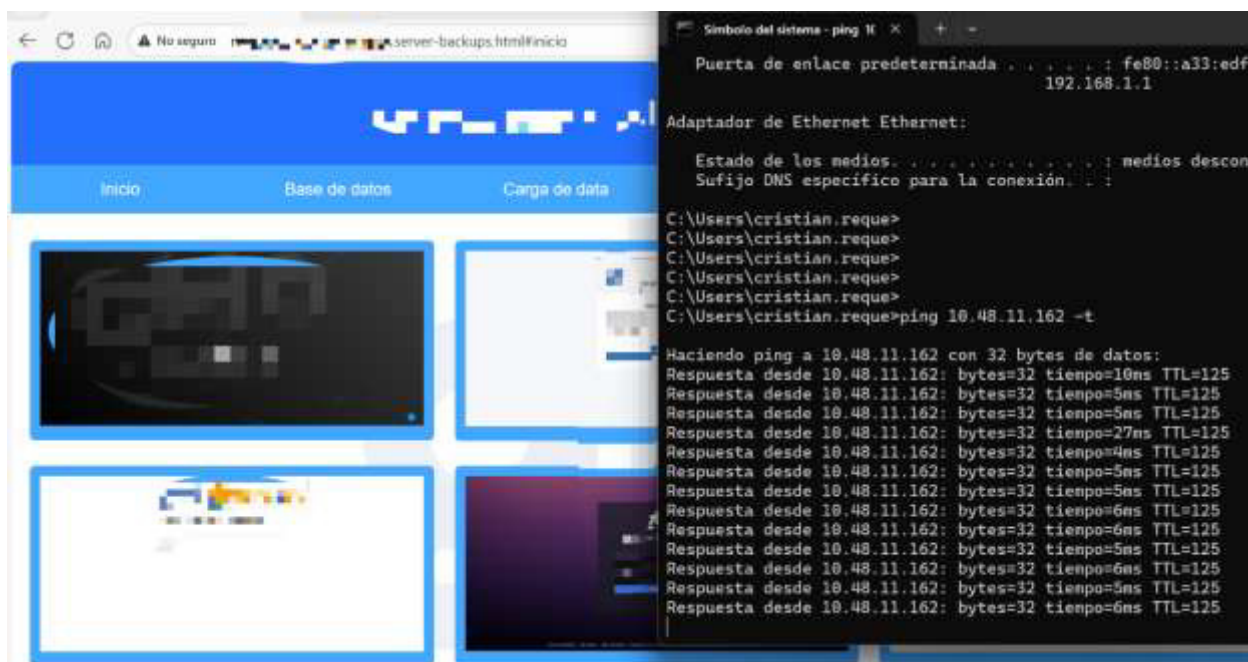 No seguro server-backups.html#inicio
Inicio
Base de datos
Carga de data
Símbolo del sistema - ping 1
Puerta de enlace predeterminada . . . . . : fe80::a33:edf
192.168.1.1
Adaptador de Ethernet Ethernet:
Estado de los medios. . . . . . . . . . . : medios descon
Sufijo DNS específico para la conexión. . :
C:\Users\cristian.reque>
C:\Users\cristian.reque>
C:\Users\cristian.reque>
C:\Users\cristian.reque>
C:\Users\cristian.reque>
C:\Users\cristian.reque>ping 10.48.11.162 -t
Haciendo ping a 10.48.11.162 con 32 bytes de datos:
Respuesta desde 10.48.11.162: bytes=32 tiempo=10ms TTL=125
Respuesta desde 10.48.11.162: bytes=32 tiempo=5ms TTL=125
Respuesta desde 10.48.11.162: bytes=32 tiempo=5ms TTL=125
Respuesta desde 10.48.11.162: bytes=32 tiempo=27ms TTL=125
Respuesta desde 10.48.11.162: bytes=32 tiempo=4ms TTL=125
Respuesta desde 10.48.11.162: bytes=32 tiempo=5ms TTL=125
Respuesta desde 10.48.11.162: bytes=32 tiempo=5ms TTL=125
Respuesta desde 10.48.11.162: bytes=32 tiempo=6ms TTL=125
Respuesta desde 10.48.11.162: bytes=32 tiempo=6ms TTL=125
Respuesta desde 10.48.11.162: bytes=32 tiempo=5ms TTL=125
Respuesta desde 10.48.11.162: bytes=32 tiempo=6ms TTL=125
Respuesta desde 10.48.11.162: bytes=32 tiempo=5ms TTL=125
Respuesta desde 10.48.11.162: bytes=32 tiempo=6ms TTL=125